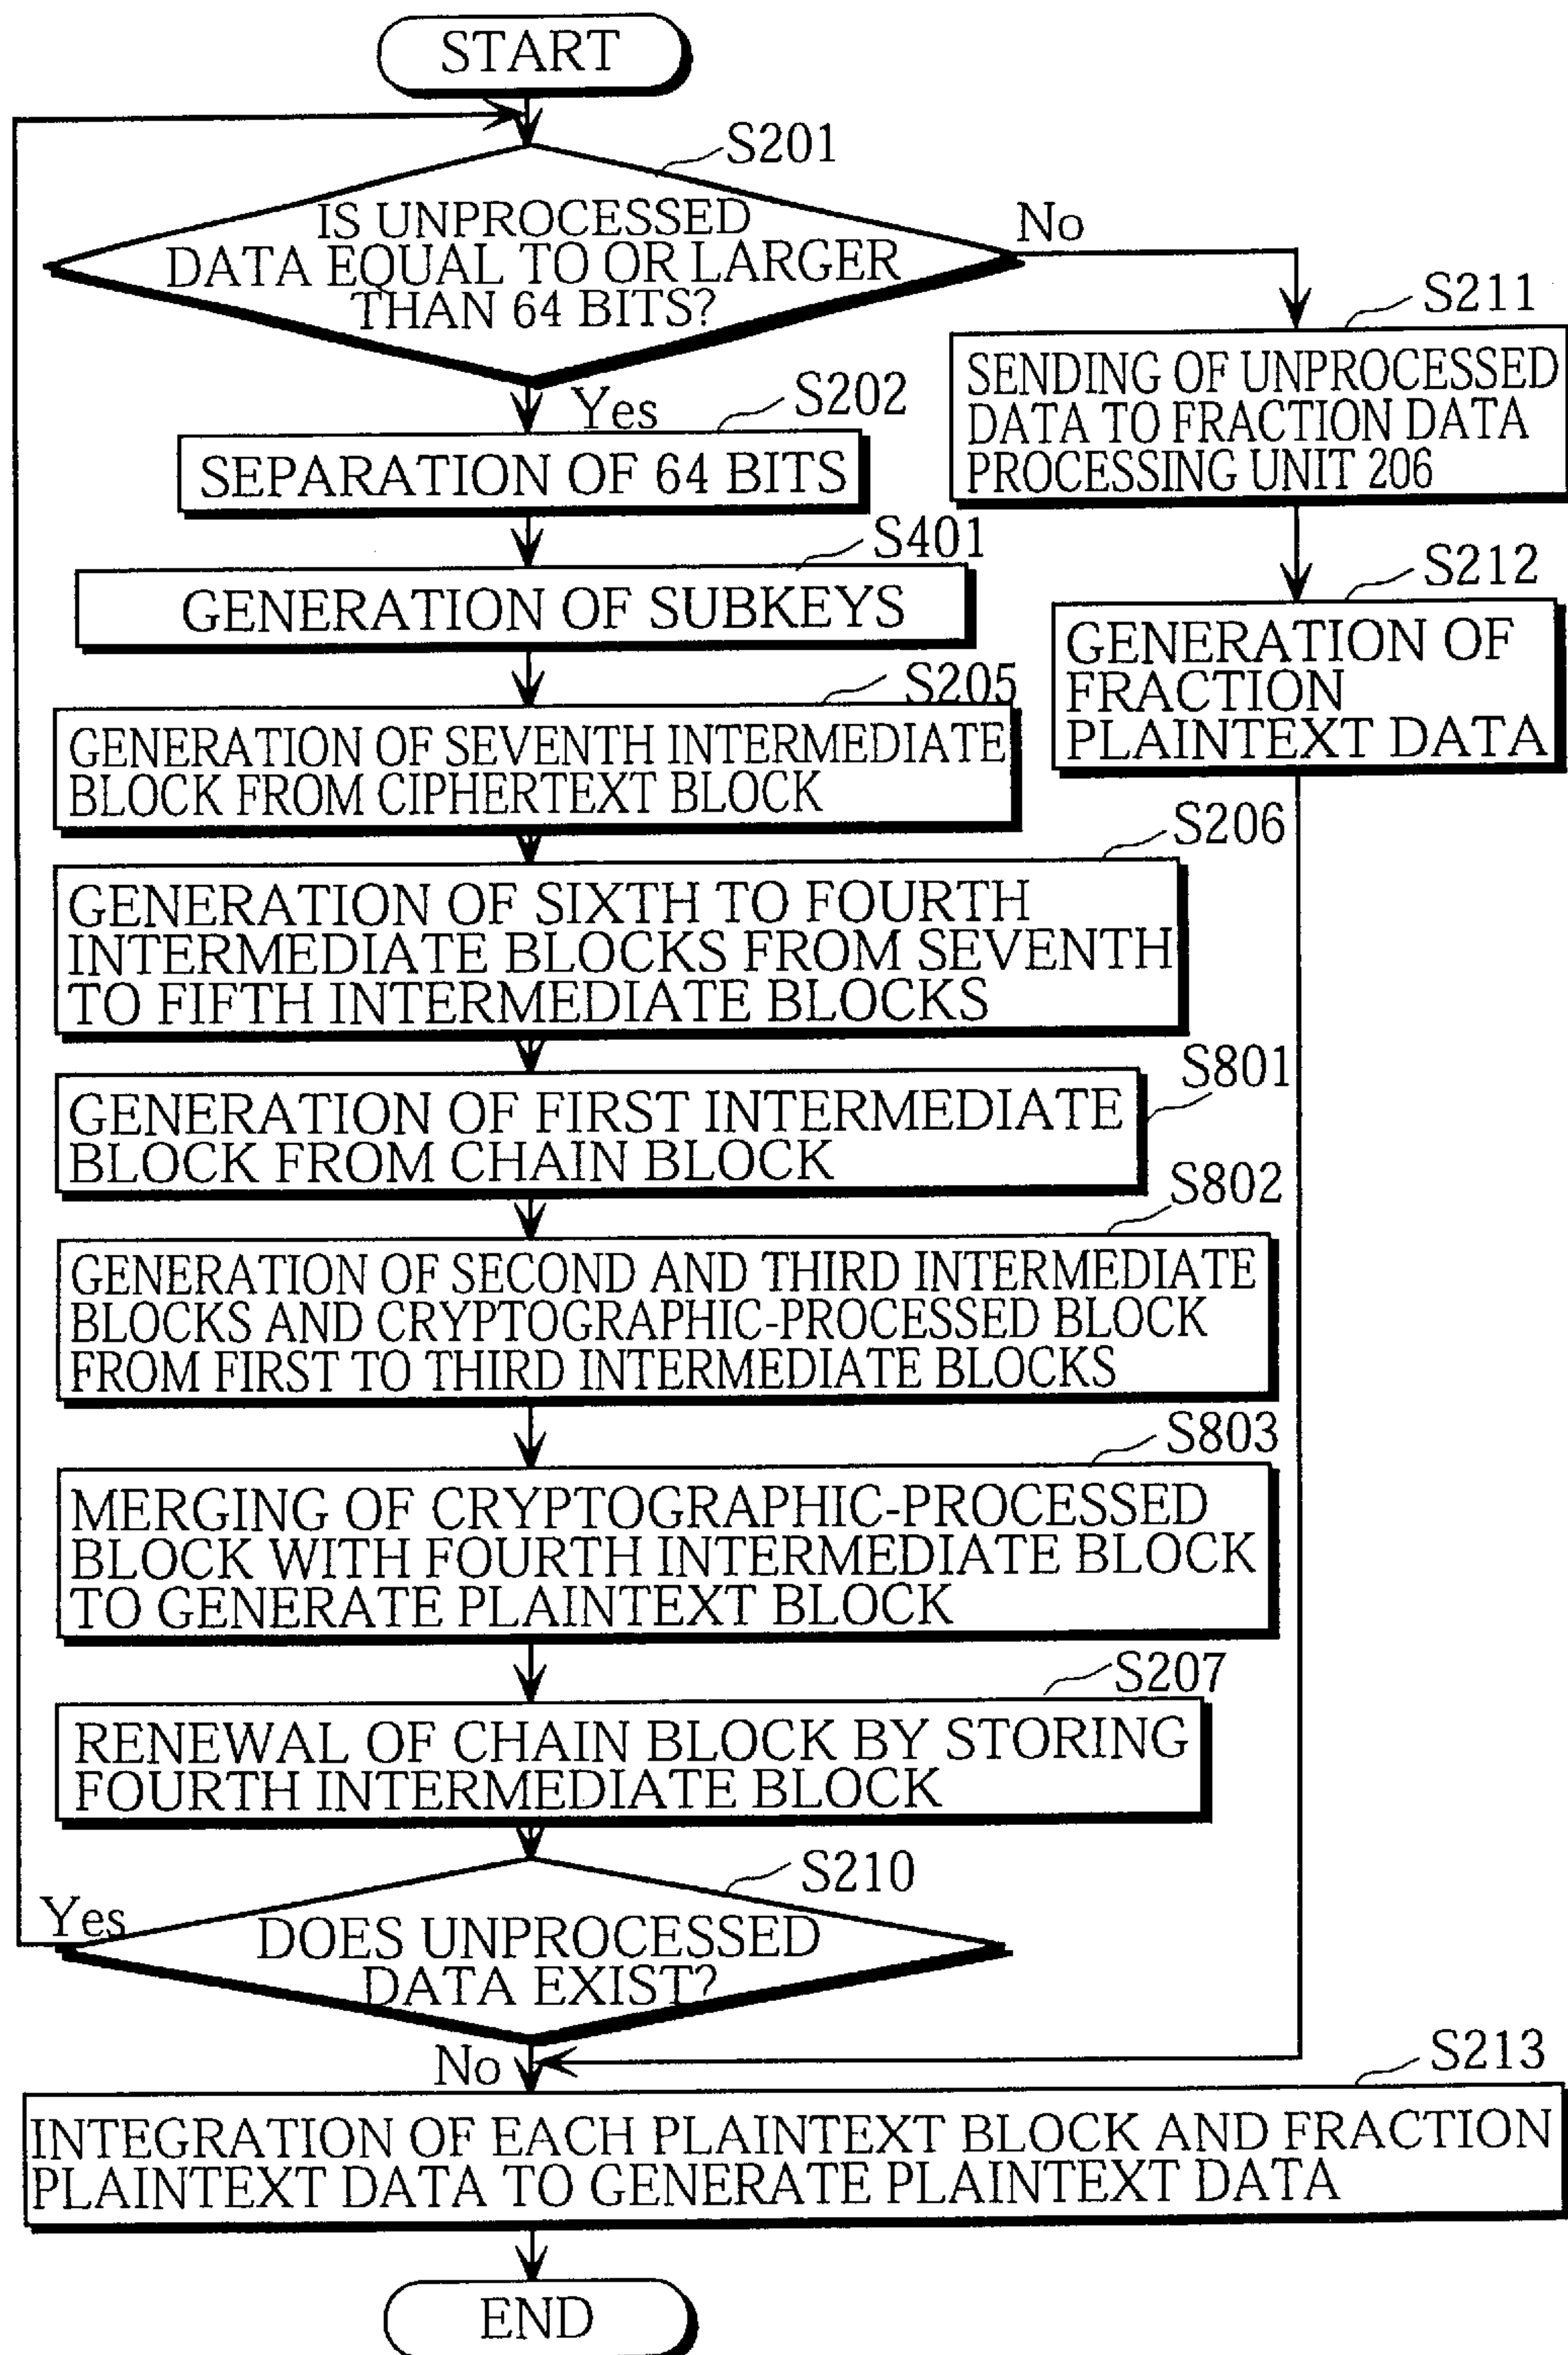 START
S201
IS UNPROCESSED
DATA EQUAL TO OR LARGER
THAN 64 BITS?
No
Yes
S202
SEPARATION OF 64 BITS
S401
GENERATION OF SUBKEYS
S205
GENERATION OF SEVENTH INTERMEDIATE
BLOCK FROM CIPHERTEXT BLOCK
S206
GENERATION OF SIXTH TO FOURTH
INTERMEDIATE BLOCKS FROM SEVENTH
TO FIFTH INTERMEDIATE BLOCKS
S801
GENERATION OF FIRST INTERMEDIATE
BLOCK FROM CHAIN BLOCK
S802
GENERATION OF SECOND AND THIRD INTERMEDIATE
BLOCKS AND CRYPTOGRAPHIC-PROCESSED BLOCK
FROM FIRST TO THIRD INTERMEDIATE BLOCKS
S803
MERGING OF CRYPTOGRAPHIC-PROCESSED
BLOCK WITH FOURTH INTERMEDIATE BLOCK
TO GENERATE PLAINTEXT BLOCK
S207
RENEWAL OF CHAIN BLOCK BY STORING
FOURTH INTERMEDIATE BLOCK
S210
Yes
DOES UNPROCESSED
DATA EXIST?
No
S211
SENDING OF UNPROCESSED
DATA TO FRACTION DATA
PROCESSING UNIT 206
S212
GENERATION OF
FRACTION
PLAINTEXT DATA
S213
INTEGRATION OF EACH PLAINTEXT BLOCK AND FRACTION
PLAINTEXT DATA TO GENERATE PLAINTEXT DATA
END